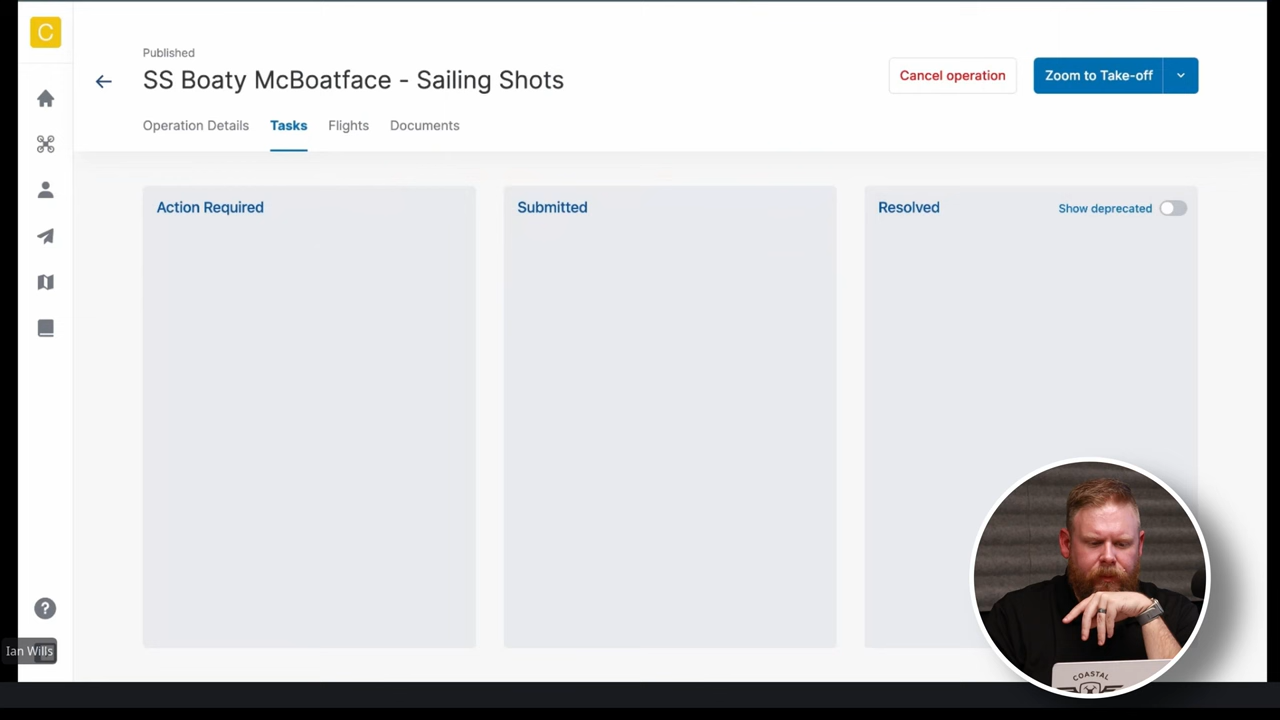 C
Published
SS Boaty McBoatface - Sailing Shots
Cancel operation
Zoom to Take-off
Operation Details
Tasks
Flights
Documents
Action Required
Submitted
Resolved
Show deprecated
?
Ian Wills
COASTAL